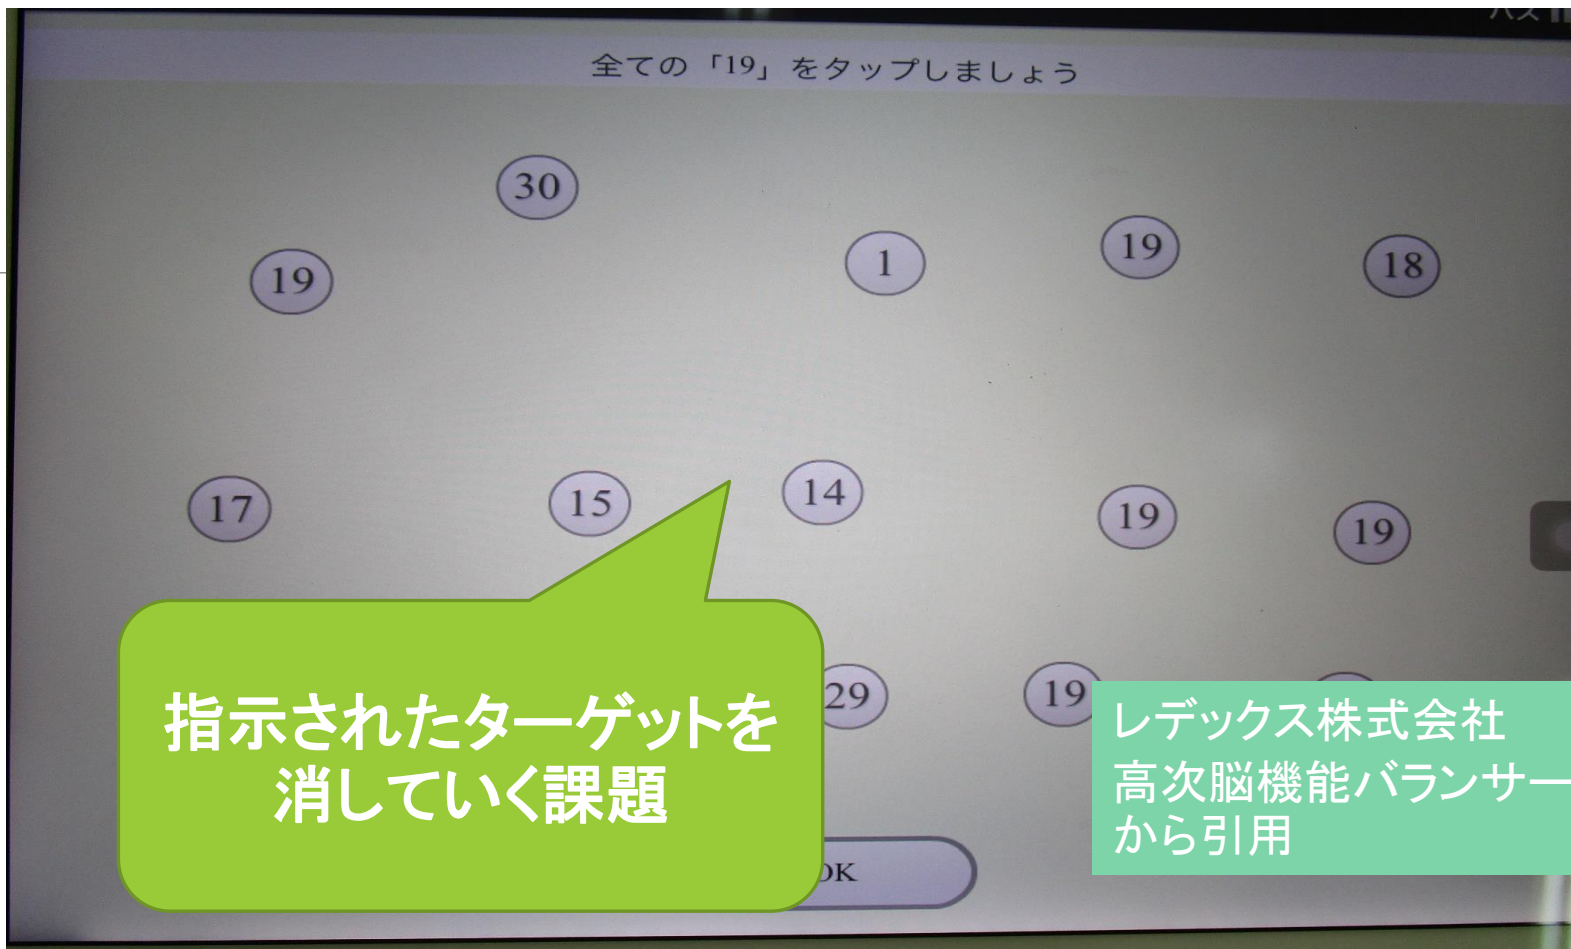 全ての「19」をタップしましょう
30
19
1
19
18
17
15
14
19
19
29
19
指示されたターゲットを
消していく課題
レデックス株式会社
高次脳機能バランサー
から引用